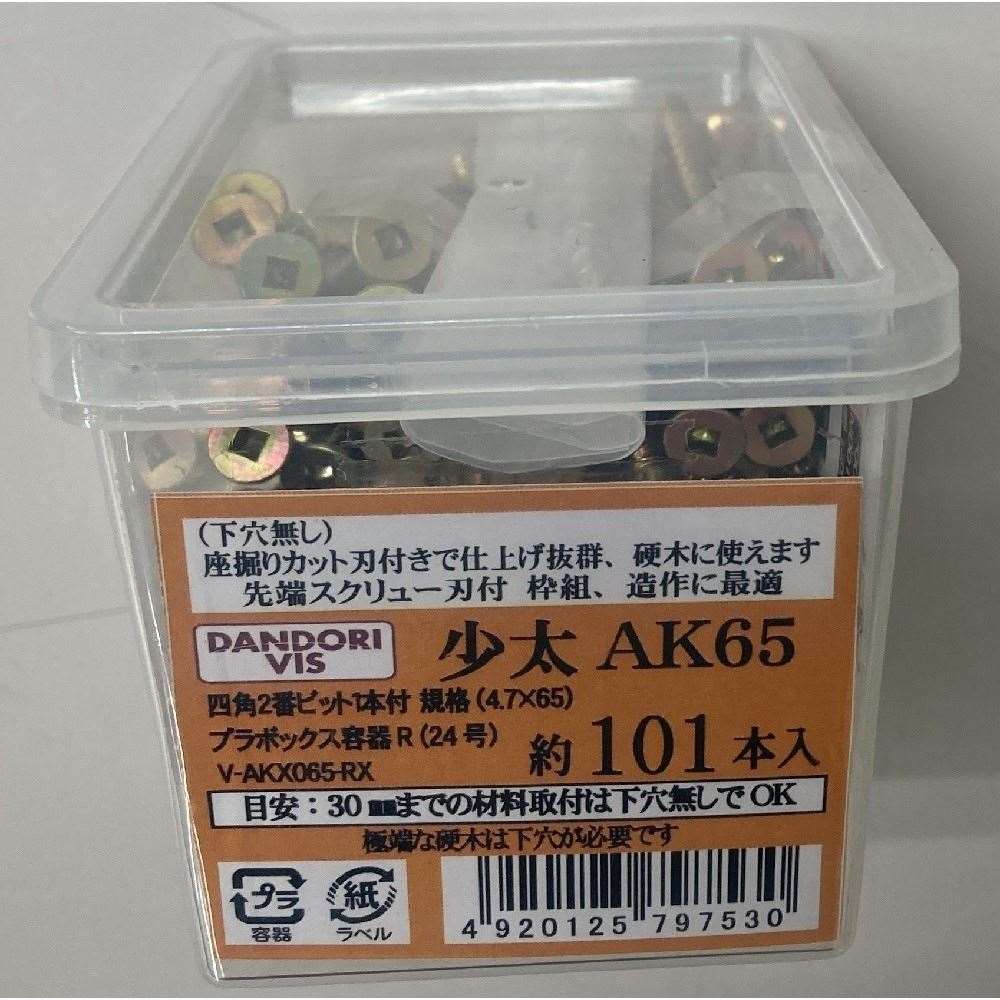 (下穴無し)
座掘りカット刃付きで仕上げ抜群、硬木に使えます
先端スクリュー刃付 枠組、造作に最適
DANDORI
VIS
少太 AK65
四角2番ビット1本付 規格(4.7×65)
プラボックス容器R(24号)
V-AKX065-RX
約101本入
目安:30㎜までの材料取付は下穴無しでOK
極端な硬木は下穴が必要です
プラ
容器
紙
ラベル
4 920125 797530